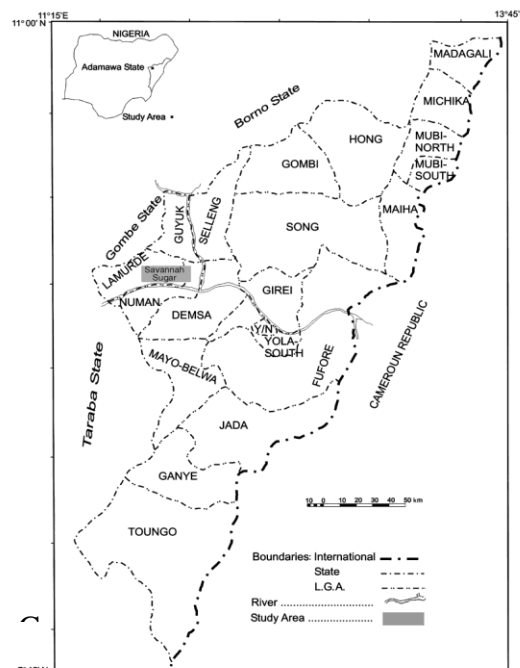 11°15'E
13°45'
11°00'N
NIGERIA
Adamawa State
Study Area
MADAGALI
MICHIKA
Borno State
HONG
MUBI-
NORTH
MUBI-
SOUTH
GOMBI
MAIHA
Gombe State
GUYUK
SELLENG
SONG
LAMURDE
Savannah
Sugar
GIREI
NUMAN
DEMSA
Y/N
YOLA-
SOUTH
FUFORE
CAMEROUN REPUBLIC
MAYO-BELWA
Taraba State
JADA
GANYE
TOUNGO
10 0 10 20 30 40 50 km
Boundaries: International
State
L.G.A.
River
Study Area